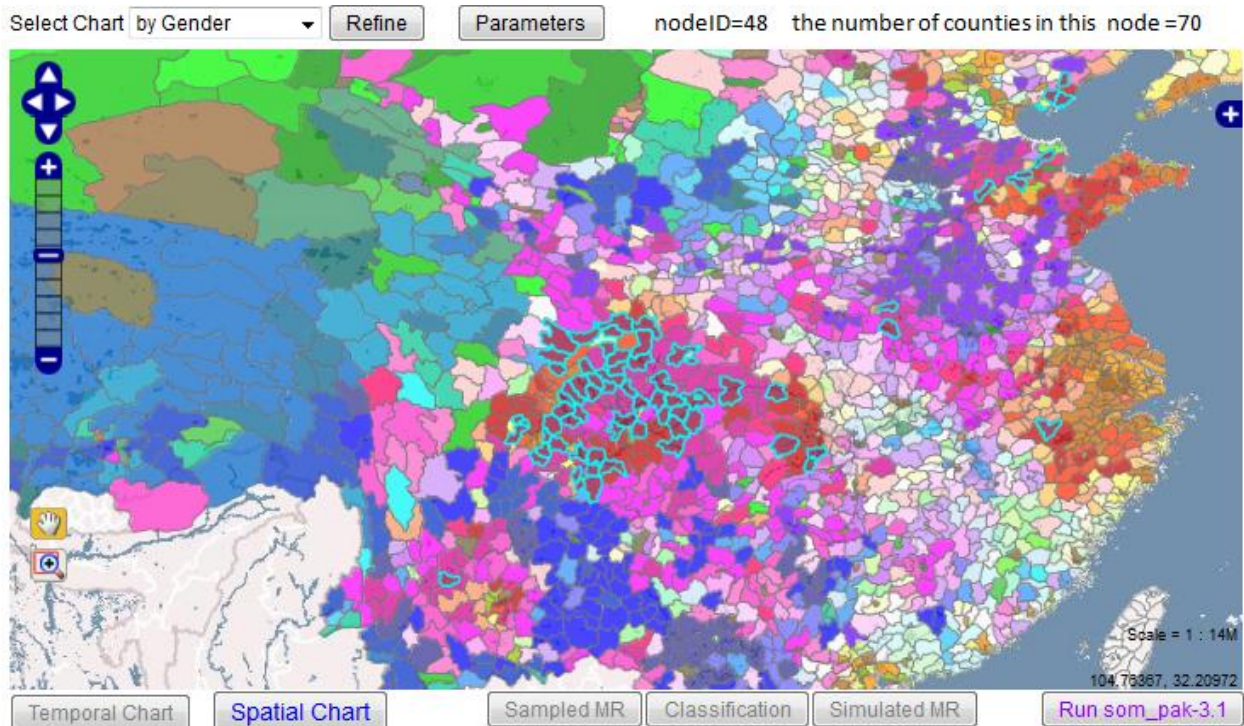 Select Chart by Gender Refine Parameters nodeID=48 the number of counties in this node =70
Scale = 1 : 14M
104.76367, 32.20972
Temporal Chart Spatial Chart Sampled MR Classification Simulated MR Run som_pak-3.1